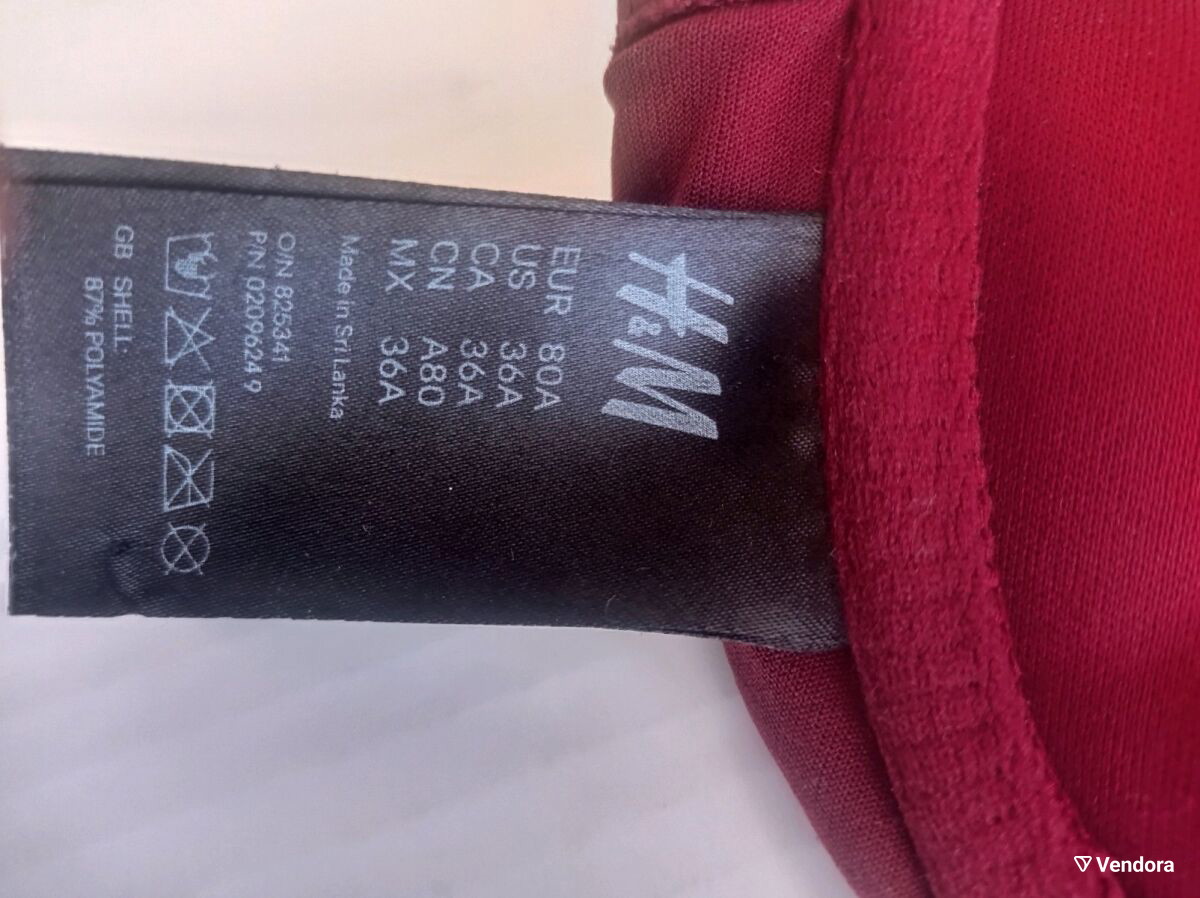 H&M
EUR 80A
US 36A
CA 36A
CN A80
MX 36A
Made in Sri Lanka
O/N 825361
P/N 0209624 9
GB SHELL:
87% POLYAMIDE
Vendora